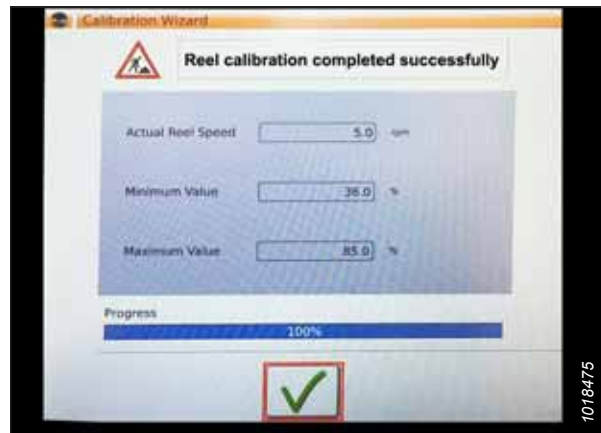 Calibration Wizard
Reel calibration completed successfully
Actual Reel Speed 5.0 rpm
Minimum Value 36.0 %
Maximum Value 85.0 %
Progress
100%
1018475